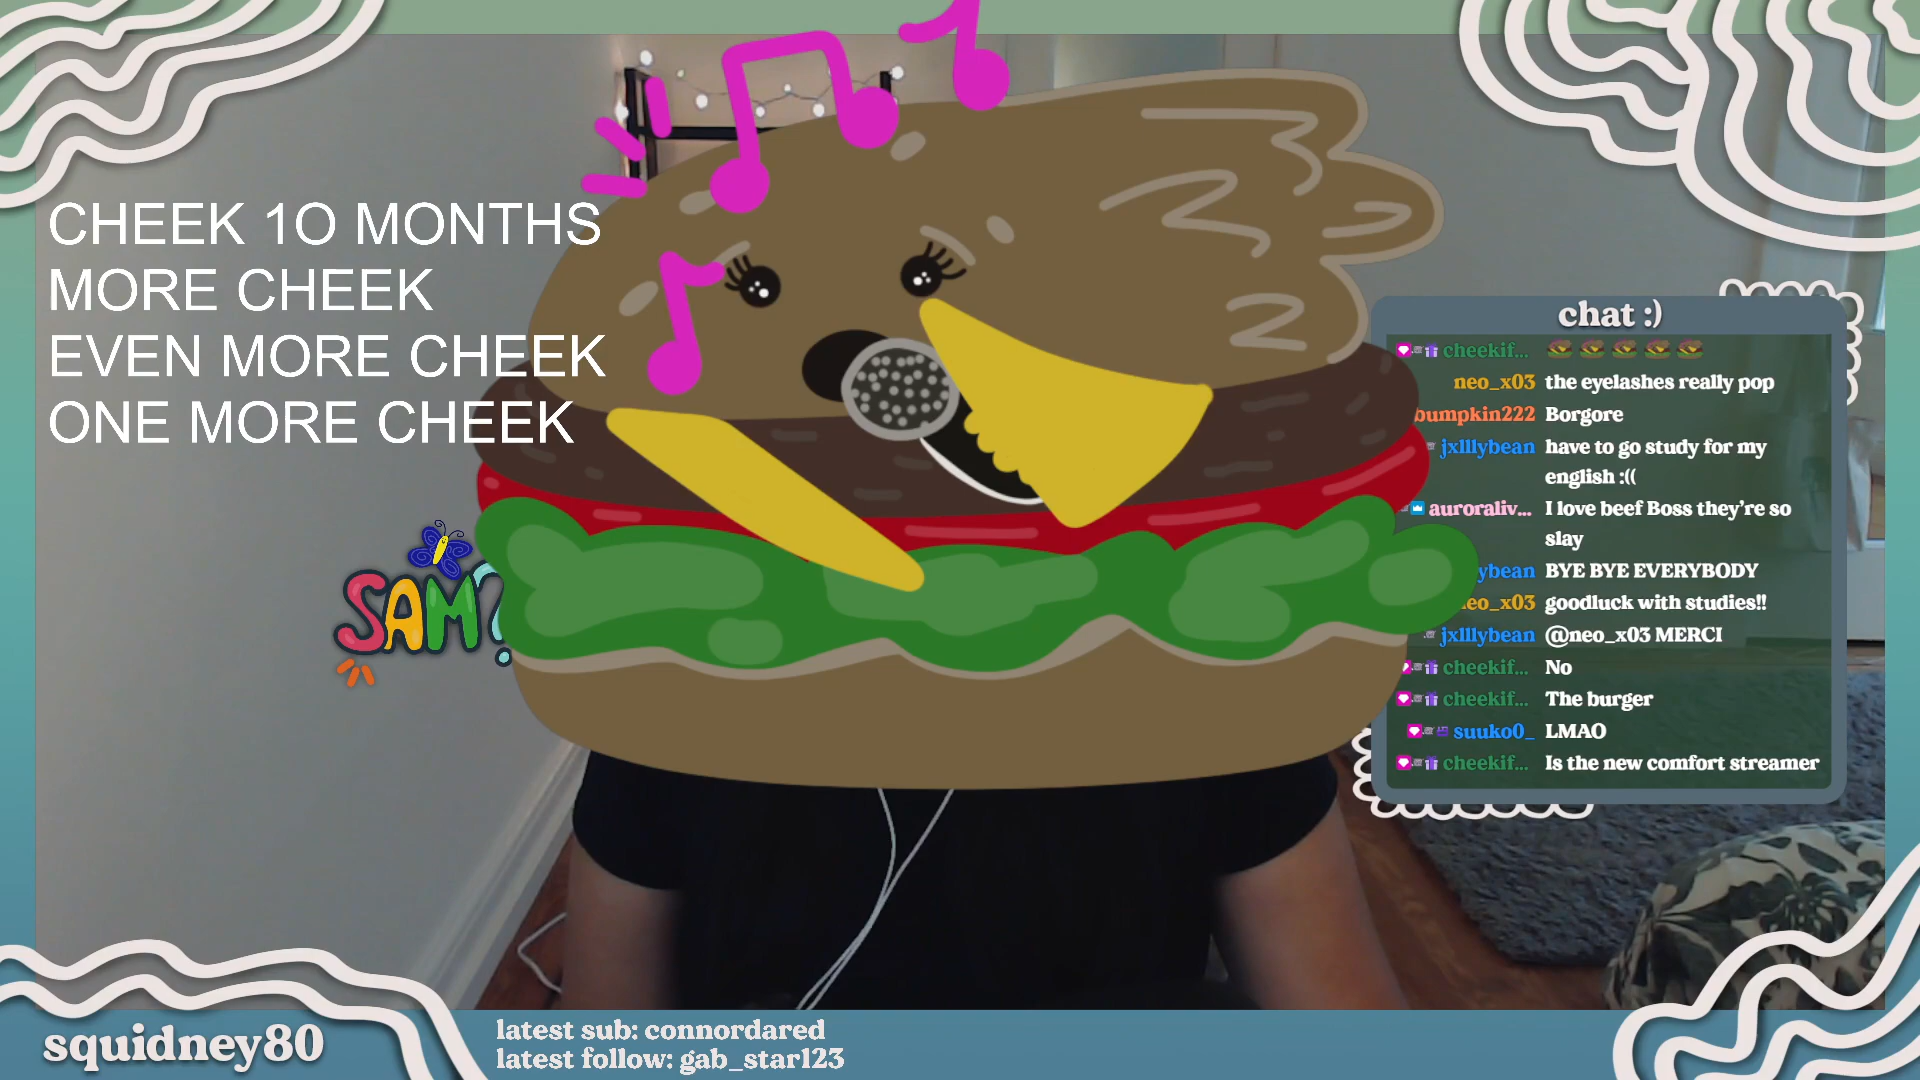 CHEEK 1O MONTHS
MORE CHEEK
EVEN MORE CHEEK
ONE MORE CHEEK
SAM?
chat :)
cheekif...
neo_x03 the eyelashes really pop
bumpkin222 Borgore
jxlllybean have to go study for my
english :((
auroraliv... I love beef Boss they're so
slay
ybean BYE BYE EVERYBODY
eo_x03 goodluck with studies!!
jxlllybean @neo_x03 MERCI
cheekif... No
cheekif... The burger
suuko0_ LMAO
cheekif... Is the new comfort streamer
squidney80
latest sub: connordared
latest follow: gab_star123